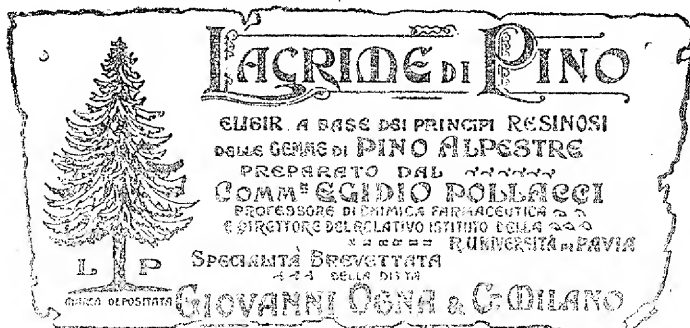 LACRIME DI PINO
ELISIR A BASE DEI PRINCIPI RESINOSI
DELLE GEMME DI PINO ALPESTRE
PREPARATO DAL
COMM.E EGIDIO POLLACCI
PROFESSORE DI CHIMICA FARMACEUTICA
E DIRETTORE DEL RELATIVO ISTITUTO DELLA
R. UNIVERSITÀ DI PAVIA
SPECIALITÀ BREVETTATA
DELLA DITTA
L P
MARCA DEPOSITATA
GIOVANNI OGNA & C. MILANO